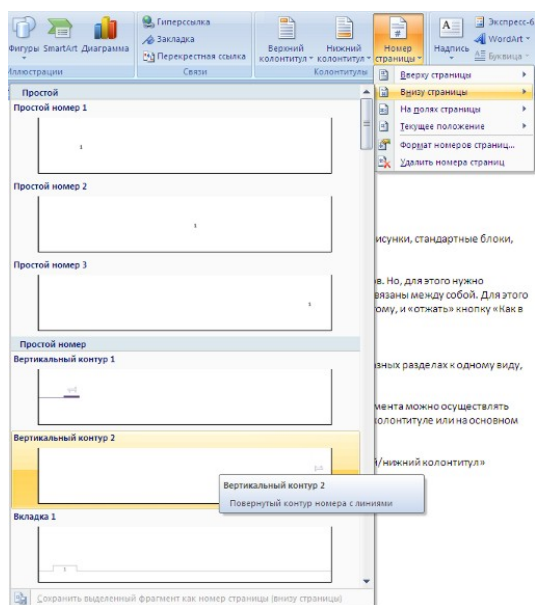 Гиперссылка
Закладка
Перекрестная ссылка
Фигуры SmartArt Диаграмма
Верхний колонтитул
Нижний колонтитул
Номер страницы
Надпись
Экспресс-б
WordArt
Буквица
Иллюстрации
Связи
Колонтитулы
Вверху страницы
Внизу страницы
На полях страницы
Текущее положение
Формат номеров страниц...
Удалить номера страниц
Простой
Простой номер 1
1
Простой номер 2
1
Простой номер 3
1
Простой номер
Вертикальный контур 1
Вертикальный контур 2
Вертикальный контур 2
Повернутый контур номера с линиями
Вкладка 1
1
Сохранить выделенный фрагмент как номер страницы (внизу страницы)
исунки, стандартные блоки,
в. Но, для этого нужно
вязаны между собой. Для этого
ому, и «отжать» кнопку «Как в
зных разделах к одному виду,
мента можно осуществлять
колонтитуле или на основном
й/нижний колонтитул»